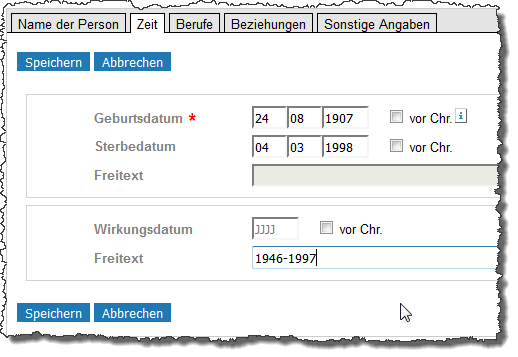 Name der Person Zeit Berufe Beziehungen Sonstige Angaben
Speichern Abbrechen
Geburtsdatum * 24 08 1907 vor Chr. i
Sterbedatum 04 03 1998 vor Chr.
Freitext
Wirkungsdatum JJJJ vor Chr.
Freitext 1946-1997
Speichern Abbrechen